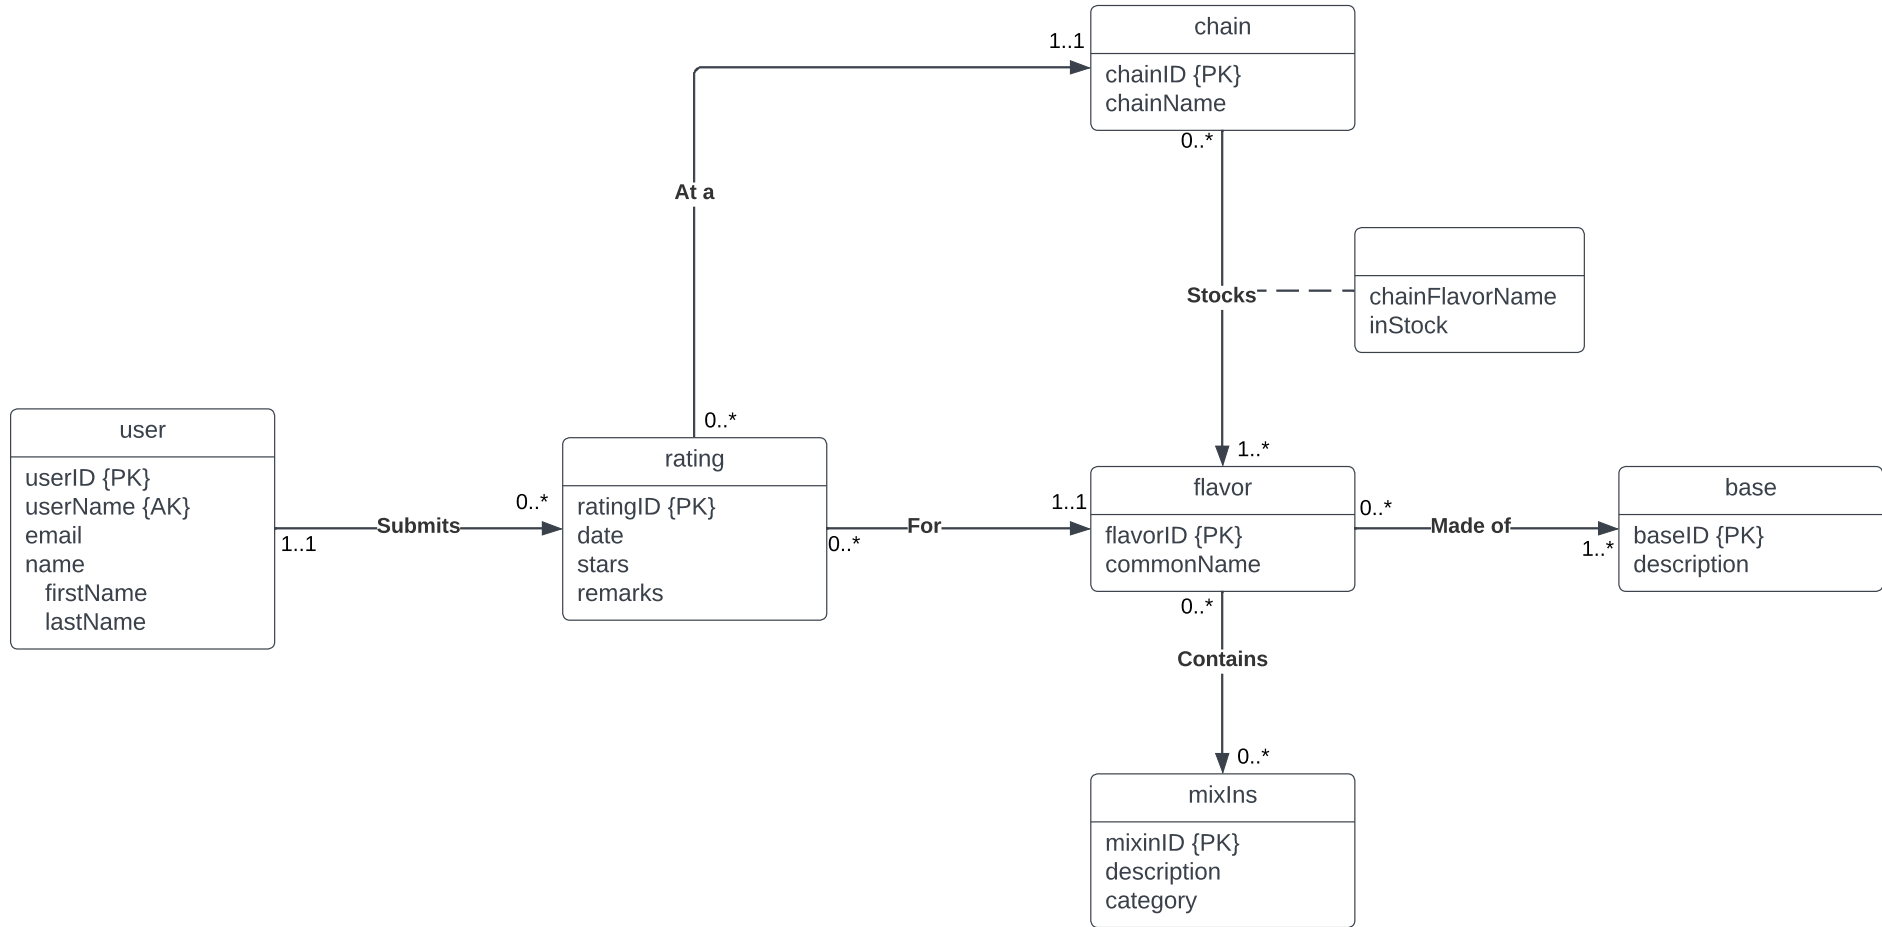 chain
1..1
chainID {PK}
chainName
0..*
At a
Stocks
chainFlavorName
inStock
0..*
1..*
user
userID {PK}
userName {AK}
email
name
firstName
lastName
1..1
Submits
0..*
rating
ratingID {PK}
date
stars
remarks
0..*
For
1..1
flavor
flavorID {PK}
commonName
0..*
Made of
1..*
base
baseID {PK}
description
0..*
Contains
0..*
mixIns
mixinID {PK}
description
category